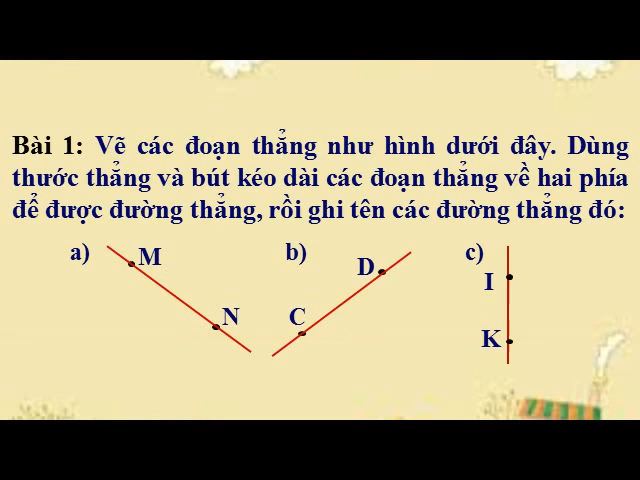 Bài 1: Vẽ các đoạn thẳng như hình dưới đây. Dùng
thước thẳng và bút kéo dài các đoạn thẳng về hai phía
để được đường thẳng, rồi ghi tên các đường thẳng đó:
a) M b) D c) I
N C K